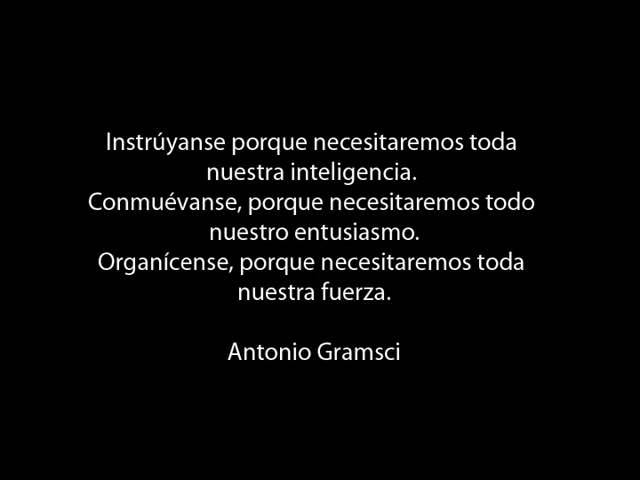 Instrúyanse porque necesitaremos toda
nuestra inteligencia.
Conmuévanse, porque necesitaremos todo
nuestro entusiasmo.
Organícense, porque necesitaremos toda
nuestra fuerza.
Antonio Gramsci